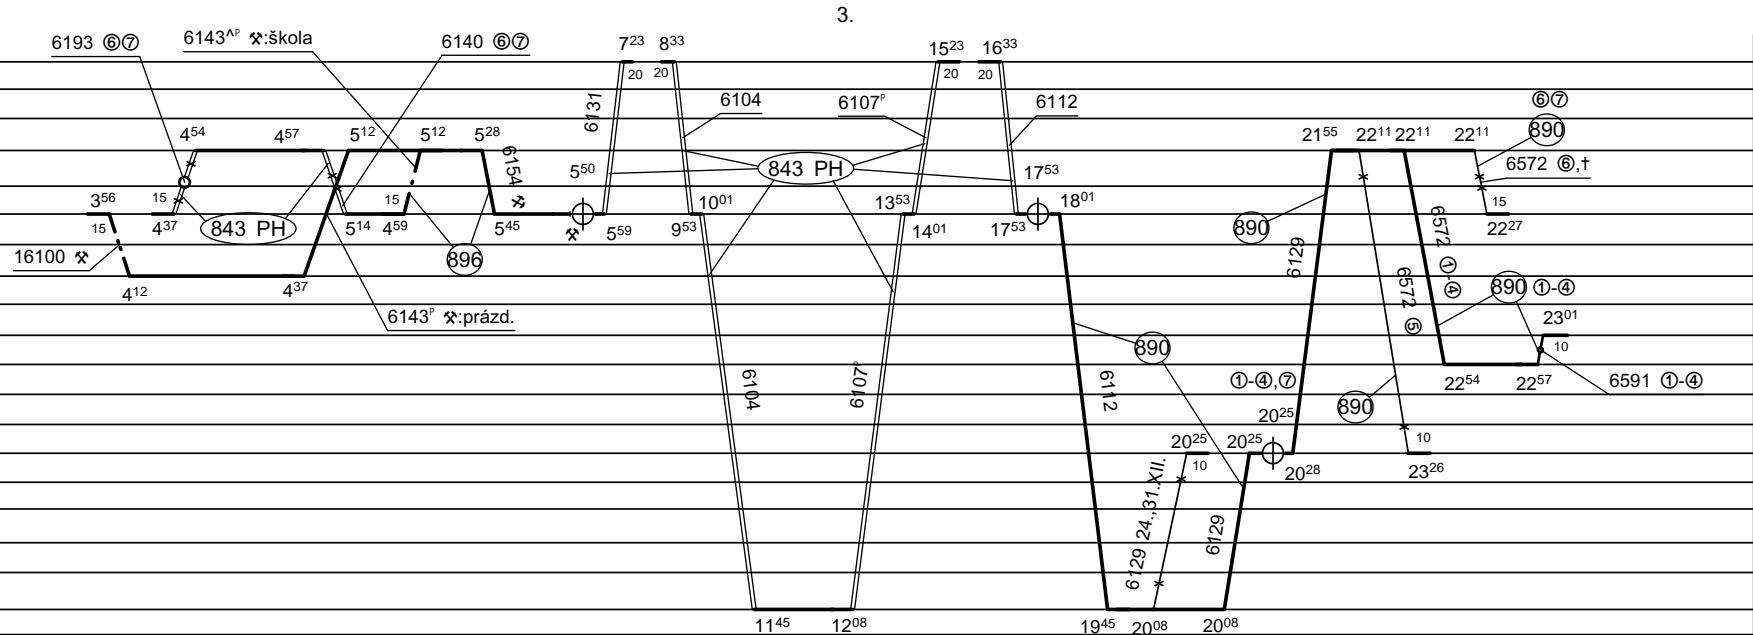 3.
6193 ⑥⑦
6143^P ⚒:škola
6140 ⑥⑦
7²³ 8³³
15²³ 16³³
20 20 20 20
6131
6104
6107ᴾ
6112
⑥⑦
890
4⁵⁴ 4⁵⁷ 5¹² 5¹² 5²⁸
6154 ⚒
21⁵⁵ 22¹¹ 22¹¹ 22¹¹
6572 ⑥,†
5⁵⁰
843 PH
17⁵³
3⁵⁶ 15 15
10⁰¹ 13⁵³ 18⁰¹
15
15 4³⁷ 843 PH 5¹⁴ 4⁵⁹ 5⁴⁵ ⚒ 5⁵⁹ 9⁵³ 14⁰¹ 17⁵³ 890 22²⁷
16100 ⚒
896
6129
6572 ①-④
4¹² 4³⁷
6572 ⑤
890 ①-④
6143ᴾ ⚒:prázd.
23⁰¹
10
890
6104
6107ᴾ
6112
①-④,⑦
22⁵⁴ 22⁵⁷
6591 ①-④
890
20²⁵
20²⁵ 20²⁵
10
10
20²⁸ 23²⁶
6129 24.,31.XII.
6129
11⁴⁵ 12⁰⁸ 19⁴⁵ 20⁰⁸ 20⁰⁸